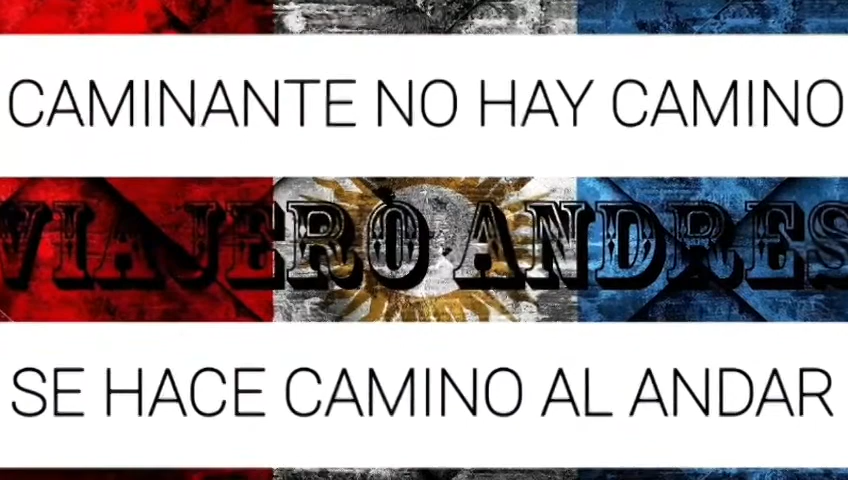 CAMINANTE NO HAY CAMINO
VIAJERO ANDRES
SE HACE CAMINO AL ANDAR